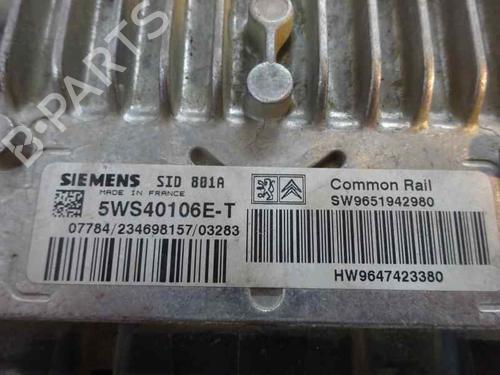 B-PARTS
SIEMENS SID 801A
MADE IN FRANCE
5WS40106E-T
07784/234698157/03283
Common Rail
SW9651942980
HW9647423380